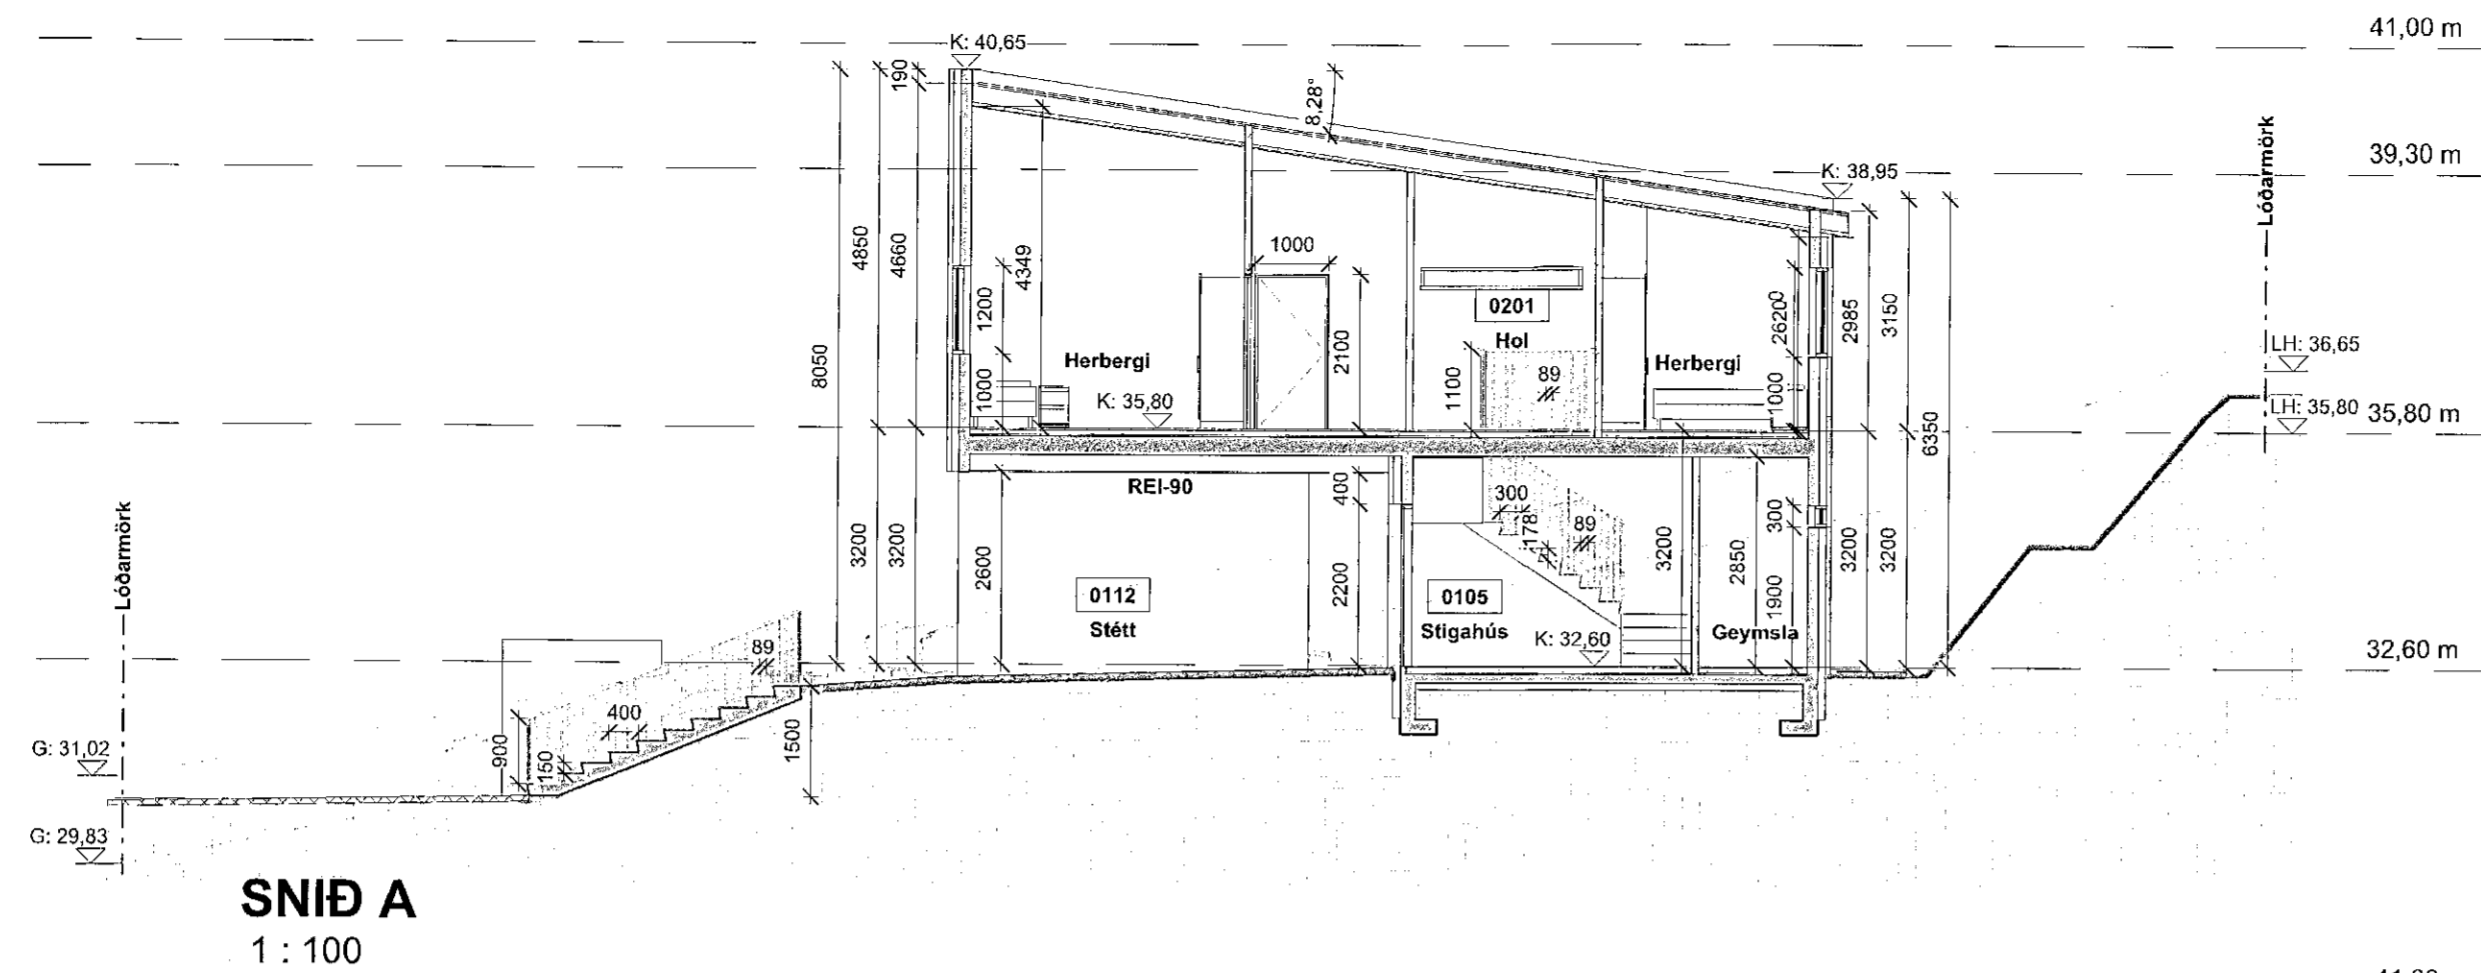 41,00 m
K: 40,65
190
8,28°
Lóðarmörk
39,30 m
K: 38,95
4850
4660
4349
1000
1200
0201
2620
2985
3150
Hol
LH: 36,65
8050
Herbergi
2100
Herbergi
1100
89
1000
K: 35,80
1000
LH: 35,80
35,80 m
6350
REI-90
400
300
178
89
300
Lóðarmörk
3200
3200
2600
3200
2850
3200
3200
0112
2200
0105
1900
Stétt
Stigahús
K: 32,60
Geymsla
89
32,60 m
400
G: 31,02
900
150
1500
G: 29,83
SNIÐ A
1 : 100